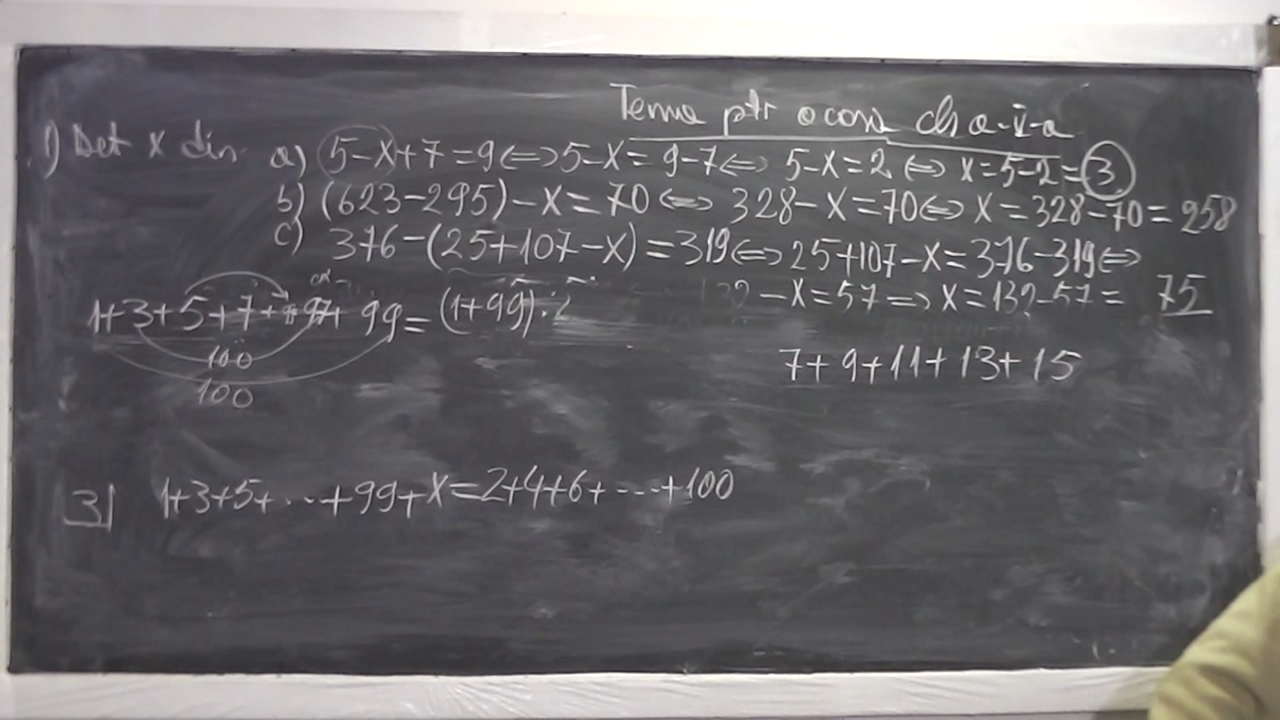 Tema ptr acasă cls a-V-a
1) Det x din a) 5-x+7=9⇔5-x=9-7⇔ 5-x=2 ⇔ x=5-2=3
b) (623-295)-x=70⇔ 328-x=70⇔ x=328-70=258
c) 376-(25+107-x)=319⇔25+107-x=376-319⇔
132-x=57⇒x=132-57= 75
1+3+5+7+ +97+99=(1+99):2
100
100
7+9+11+13+15
3) 1+3+5+...+99+x=2+4+6+...+100